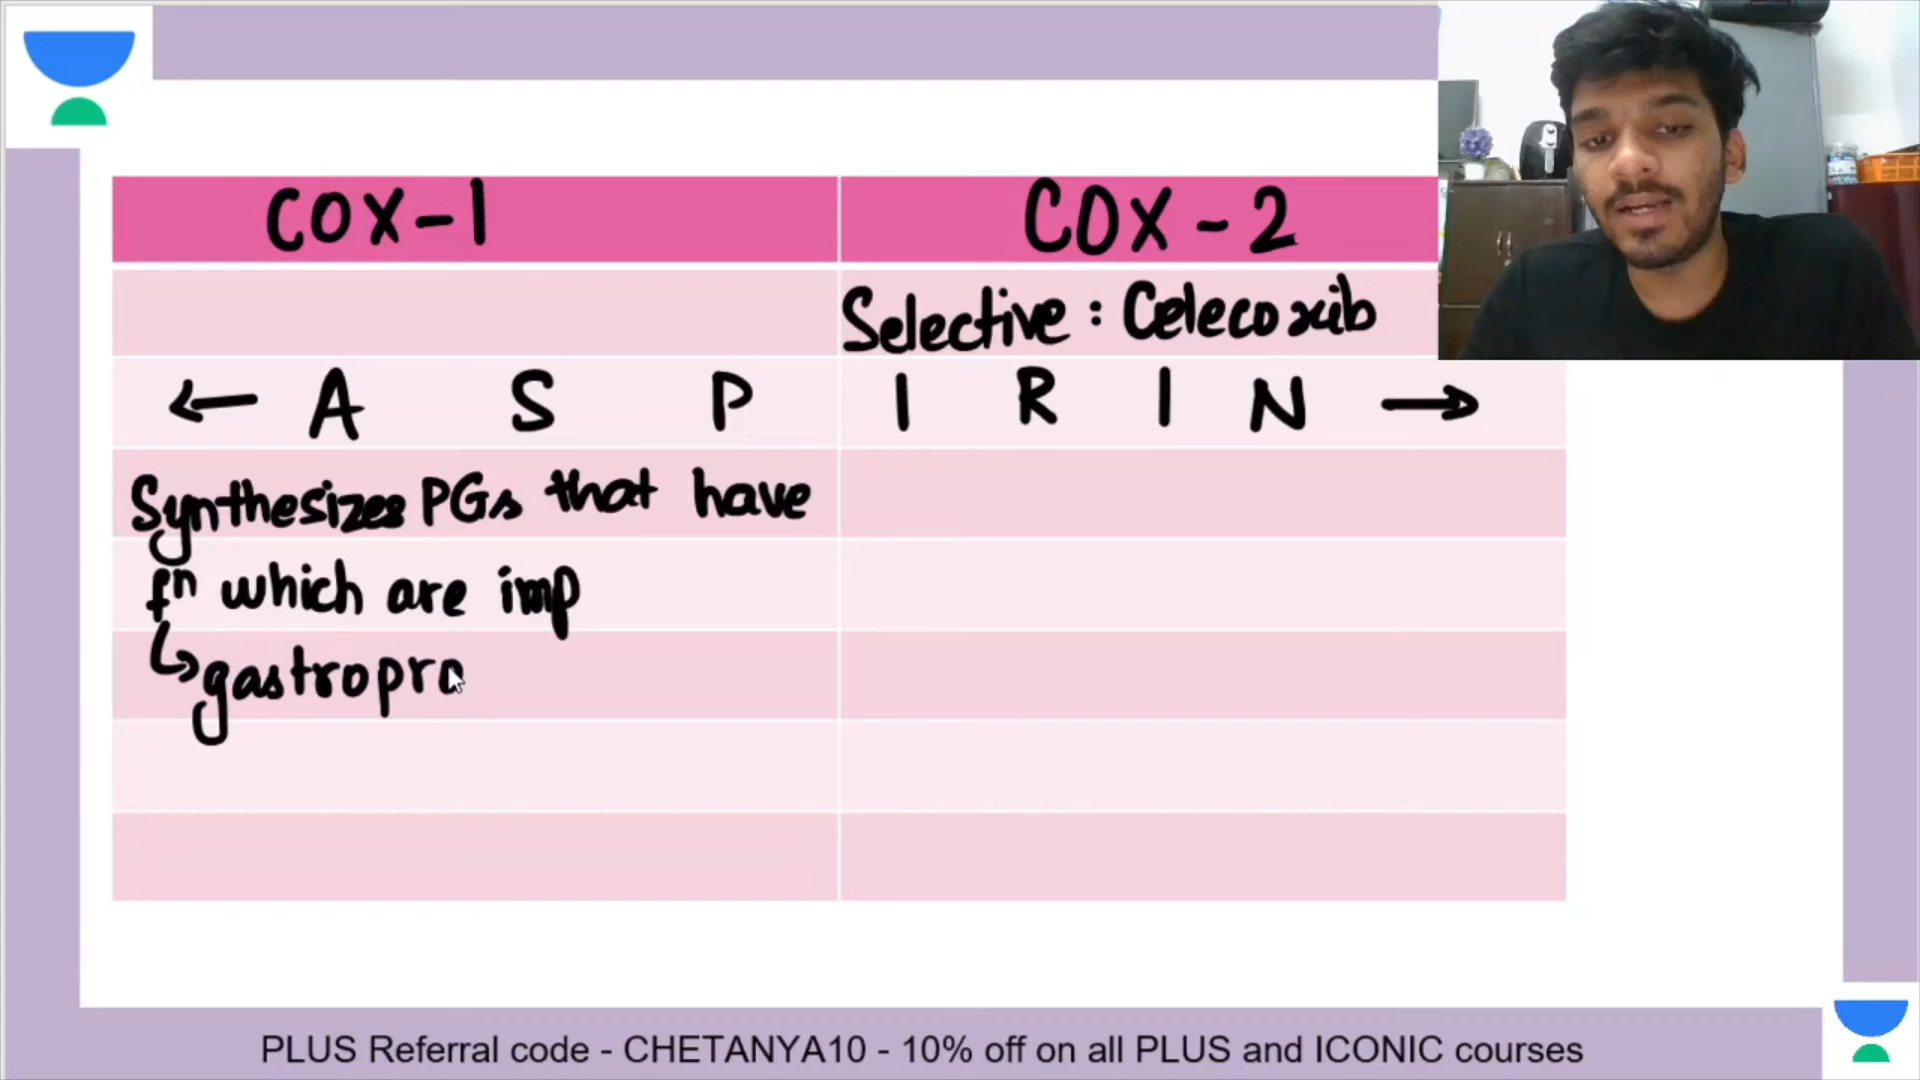 COX-1
COX-2
Selective : Celecoxib
← A S P I R I N →
Synthesizes PGs that have
fn which are imp
↳ gastropro
PLUS Referral code - CHETANYA10 - 10% off on all PLUS and ICONIC courses